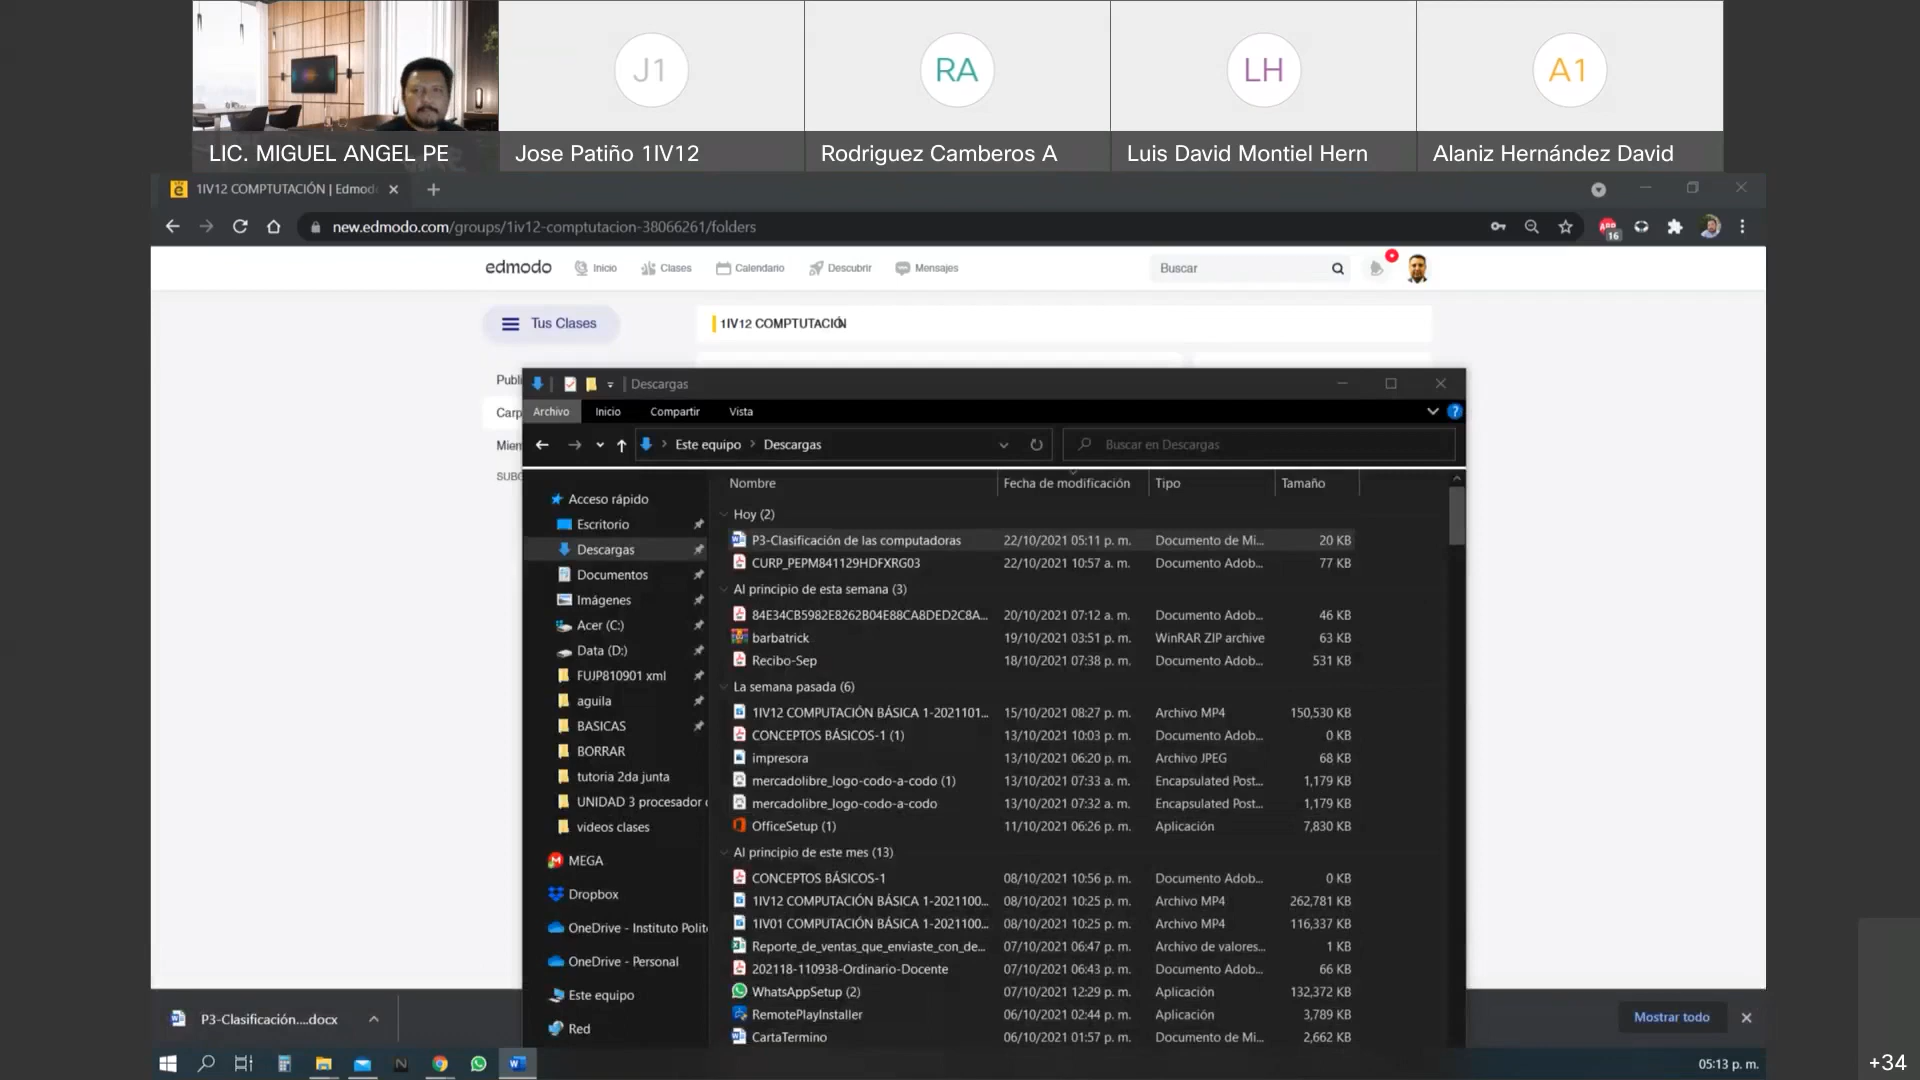 J1
RA
LH
A1
LIC. MIGUEL ANGEL PE
Jose Patiño 1IV12
Rodriguez Camberos A
Luis David Montiel Hern
Alaniz Hernández David
1IV12 COMPTUTACIÓN | Edmod
new.edmodo.com/groups/1iv12-comptutacion-38066261/folders
ABP
16
edmodo
Inicio
Clases
Calendario
Descubrir
Mensajes
Buscar
Tus Clases
1IV12 COMPTUTACIÓN
Publi
Carp
Miem
SUBG
Descargas
Archivo
Inicio
Compartir
Vista
Este equipo
Descargas
Buscar en Descargas
Acceso rápido
Escritorio
Descargas
Documentos
Imágenes
Acer (C:)
Data (D:)
FUJP810901 xml
aguila
BASICAS
BORRAR
tutoria 2da junta
UNIDAD 3 procesador
videos clases
MEGA
Dropbox
OneDrive - Instituto Polit
OneDrive - Personal
Este equipo
Red
Nombre Fecha de modificación Tipo Tamaño
Hoy (2)
P3-Clasificación de las computadoras 22/10/2021 05:11 p. m. Documento de Mi... 20 KB
CURP_PEPM841129HDFXRG03 22/10/2021 10:57 a. m. Documento Adob... 77 KB
Al principio de esta semana (3)
84E34CB5982E8262B04E88CA8DED2C8A... 20/10/2021 07:12 a. m. Documento Adob... 46 KB
barbatrick 19/10/2021 03:51 p. m. WinRAR ZIP archive 63 KB
Recibo-Sep 18/10/2021 07:38 p. m. Documento Adob... 531 KB
La semana pasada (6)
1IV12 COMPUTACIÓN BÁSICA 1-2021101... 15/10/2021 08:27 p. m. Archivo MP4 150,530 KB
CONCEPTOS BÁSICOS-1 (1) 13/10/2021 10:03 p. m. Documento Adob... 0 KB
impresora 13/10/2021 06:20 p. m. Archivo JPEG 68 KB
mercadolibre_logo-codo-a-codo (1) 13/10/2021 07:33 a. m. Encapsulated Post... 1,179 KB
mercadolibre_logo-codo-a-codo 13/10/2021 07:32 a. m. Encapsulated Post... 1,179 KB
OfficeSetup (1) 11/10/2021 06:26 p. m. Aplicación 7,830 KB
Al principio de este mes (13)
CONCEPTOS BÁSICOS-1 08/10/2021 10:56 p. m. Documento Adob... 0 KB
1IV12 COMPUTACIÓN BÁSICA 1-2021100... 08/10/2021 10:25 p. m. Archivo MP4 262,781 KB
1IV01 COMPUTACIÓN BÁSICA 1-2021100... 08/10/2021 10:25 p. m. Archivo MP4 116,337 KB
Reporte_de_ventas_que_enviaste_con_de... 07/10/2021 06:47 p. m. Archivo de valores... 1 KB
202118-110938-Ordinario-Docente 07/10/2021 06:43 p. m. Documento Adob... 66 KB
WhatsAppSetup (2) 07/10/2021 12:29 p. m. Aplicación 132,372 KB
RemotePlayInstaller 06/10/2021 02:44 p. m. Aplicación 3,789 KB
CartaTermino 06/10/2021 01:57 p. m. Documento de Mi... 2,662 KB
P3-Clasificación....docx
Mostrar todo
05:13 p. m.
+34